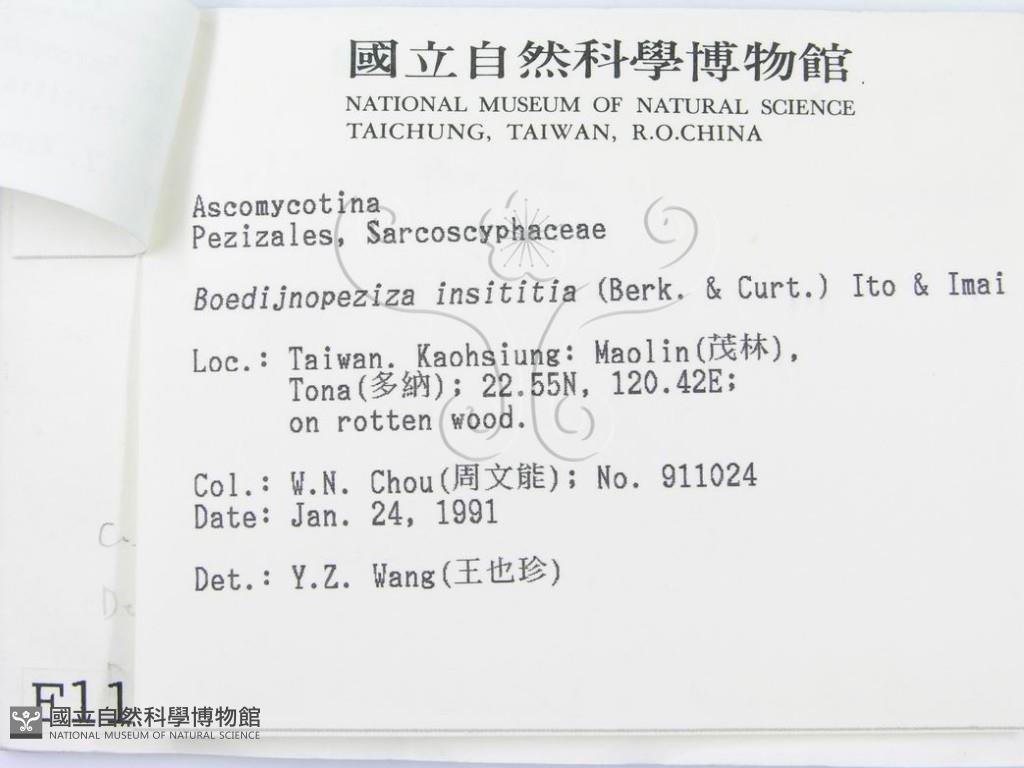 國立自然科學博物館
NATIONAL MUSEUM OF NATURAL SCIENCE
TAICHUNG, TAIWAN, R.O.CHINA
Ascomycotina
Pezizales, Sarcoscyphaceae
Boedijnopeziza insititia (Berk. & Curt.) Ito & Imai
Loc.: Taiwan. Kaohsiung: Maolin(茂林),
Tona(多納); 22.55N, 120.42E;
on rotten wood.
Col.: W.N. Chou(周文能); No. 911024
Date: Jan. 24, 1991
Det.: Y.Z. Wang(王也珍)
國立自然科學博物館
NATIONAL MUSEUM OF NATURAL SCIENCE